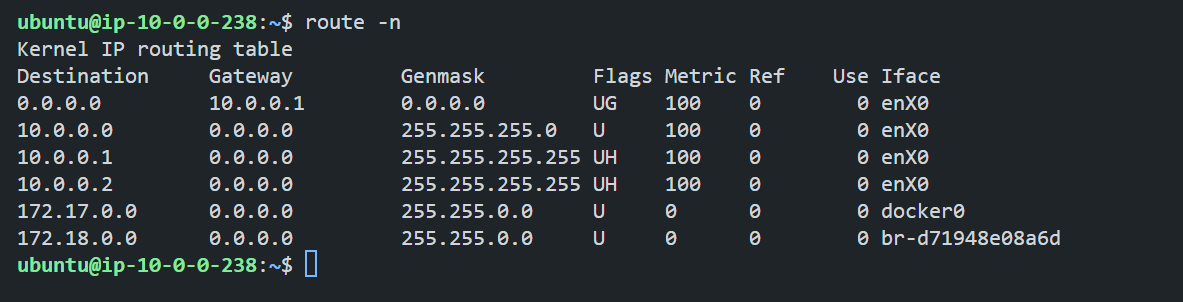 ubuntu@ip-10-0-0-238:~$ route -n
Kernel IP routing table
Destination     Gateway         Genmask         Flags Metric Ref    Use Iface
0.0.0.0         10.0.0.1        0.0.0.0         UG    100    0        0 enX0
10.0.0.0        0.0.0.0         255.255.255.0   U     100    0        0 enX0
10.0.0.1        0.0.0.0         255.255.255.255 UH    100    0        0 enX0
10.0.0.2        0.0.0.0         255.255.255.255 UH    100    0        0 enX0
172.17.0.0      0.0.0.0         255.255.0.0     U     0      0        0 docker0
172.18.0.0      0.0.0.0         255.255.0.0     U     0      0        0 br-d71948e08a6d
ubuntu@ip-10-0-0-238:~$